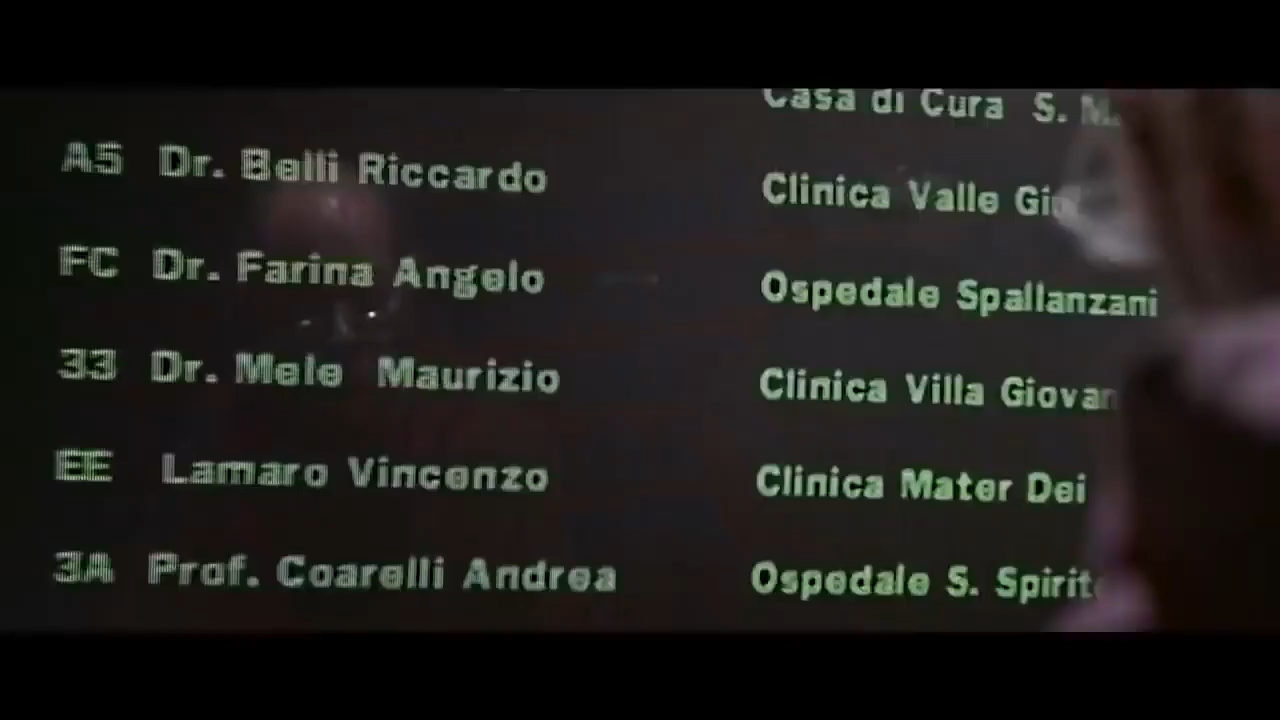 Casa di Cura S.
A5 Dr. Belli Riccardo Clinica Valle
FC Dr. Farina Angelo Ospedale Spallanzani
33 Dr. Mele Maurizio Clinica Villa
EE Lamaro Vincenzo Clinica Mater Dei
3A Prof. Coarelli Andrea Ospedale S.